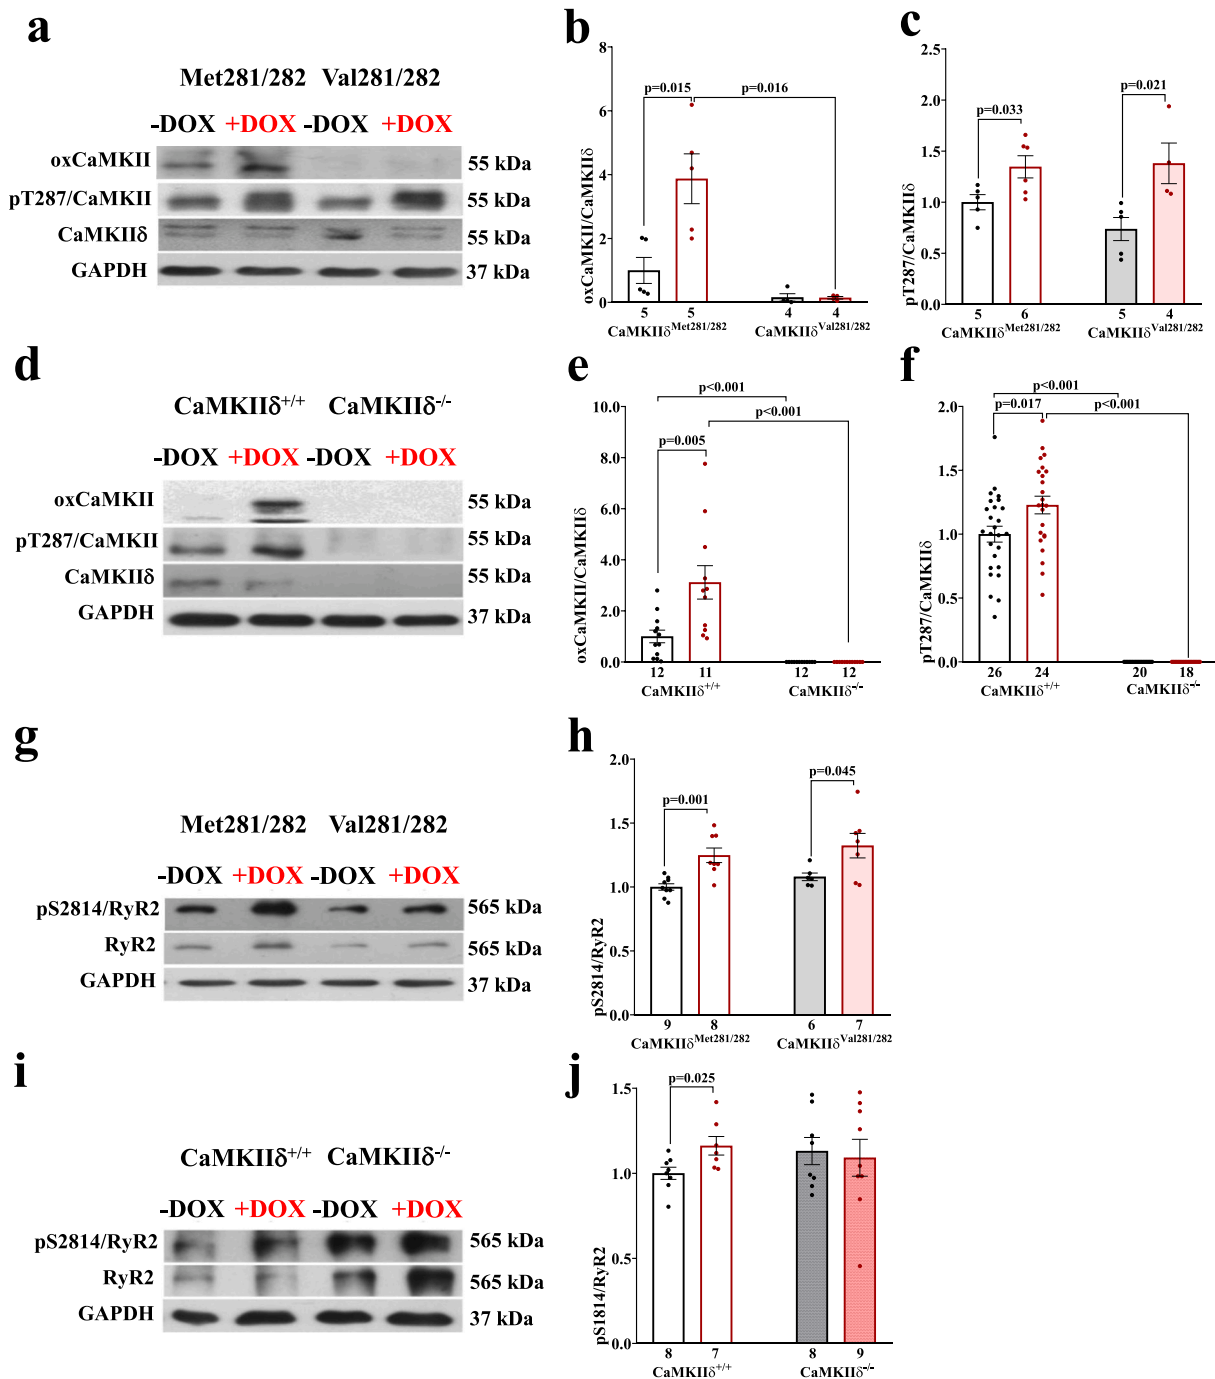 a
Met281/282 Val281/282
-DOX +DOX -DOX +DOX
oxCaMKII 55 kDa
pT287/CaMKII 55 kDa
CaMKIIδ 55 kDa
GAPDH 37 kDa
b
oxCaMKII/CaMKIIδ
8
6
4
2
0
p=0.015 p=0.016
5 5 4 4
CaMKIIδMet281/282 CaMKIIδVal281/282
c
pT287/CaMKIIδ
2.5
2.0
1.5
1.0
0.5
0.0
p=0.033
p=0.021
5 6 5 4
CaMKIIδMet281/282 CaMKIIδVal281/282
d
CaMKIIδ+/+ CaMKIIδ-/-
-DOX +DOX -DOX +DOX
oxCaMKII 55 kDa
pT287/CaMKII 55 kDa
CaMKIIδ 55 kDa
GAPDH 37 kDa
e
oxCaMKII/CaMKIIδ
10.0
8.0
6.0
4.0
2.0
0.0
p<0.001
p<0.001
p=0.005
12 11 12 12
CaMKIIδ+/+ CaMKIIδ-/-
f
pT287/CaMKIIδ
2.0
1.5
1.0
0.5
0.0
p<0.001
p=0.017 p<0.001
26 24 20 18
CaMKIIδ+/+ CaMKIIδ-/-
g
Met281/282 Val281/282
-DOX +DOX -DOX +DOX
pS2814/RyR2 565 kDa
RyR2 565 kDa
GAPDH 37 kDa
h
pS2814/RyR2
2.0
1.5
1.0
0.5
0.0
p=0.001
p=0.045
9 8 6 7
CaMKIIδMet281/282 CaMKIIδVal281/282
i
CaMKIIδ+/+ CaMKIIδ-/-
-DOX +DOX -DOX +DOX
pS2814/RyR2 565 kDa
RyR2 565 kDa
GAPDH 37 kDa
j
pS1814/RyR2
1.5
1.0
0.5
0.0
p=0.025
8 7 8 9
CaMKIIδ+/+ CaMKIIδ-/-